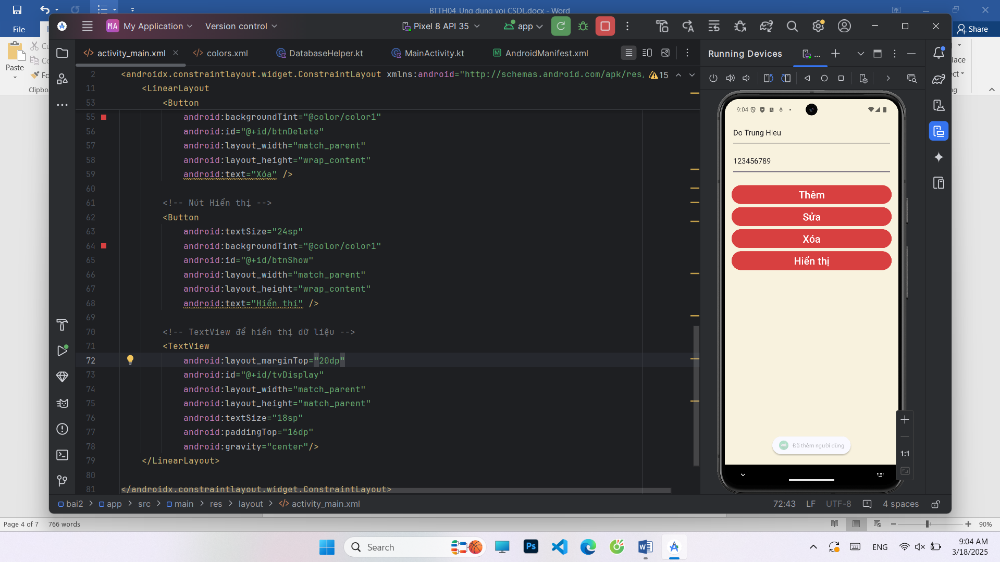 BTTH04_Ung dung voi CSDL.docx - Word
File
Share
Paste
Clipbo
MA My Application
Version control
Pixel 8 API 35
app
activity_main.xml
colors.xml
DatabaseHelper.kt
MainActivity.kt
AndroidManifest.xml
Running Devices
...
2 <androidx.constraintlayout.widget.ConstraintLayout xmlns:android="http://schemas.android.com/apk/res/
15
11 <LinearLayout
53 <Button
55 android:backgroundTint="@color/color1"
56 android:id="@+id/btnDelete"
57 android:layout_width="match_parent"
58 android:layout_height="wrap_content"
59 android:text="Xóa" />
60
61 <!-- Nút Hiển thị -->
62 <Button
63 android:textSize="24sp"
64 android:backgroundTint="@color/color1"
65 android:id="@+id/btnShow"
66 android:layout_width="match_parent"
67 android:layout_height="wrap_content"
68 android:text="Hiển thị" />
69
70 <!-- TextView để hiển thị dữ liệu -->
71 <TextView
72 android:layout_marginTop="20dp"
73 android:id="@+id/tvDisplay"
74 android:layout_width="match_parent"
75 android:layout_height="match_parent"
76 android:textSize="18sp"
77 android:paddingTop="16dp"
78 android:gravity="center"/>
79 </LinearLayout>
80
81 </androidx.constraintlayout.widget.ConstraintLayout>
9:04
Do Trung Hieu
123456789
Thêm
Sửa
Xóa
Hiển thị
Đã thêm người dùng
1:1
bai2 > app > src > main > res > layout > activity_main.xml
72:43 LF UTF-8 4 spaces
Page 4 of 7 766 words
90%
Search
Ps
ENG
9:04 AM
3/18/2025